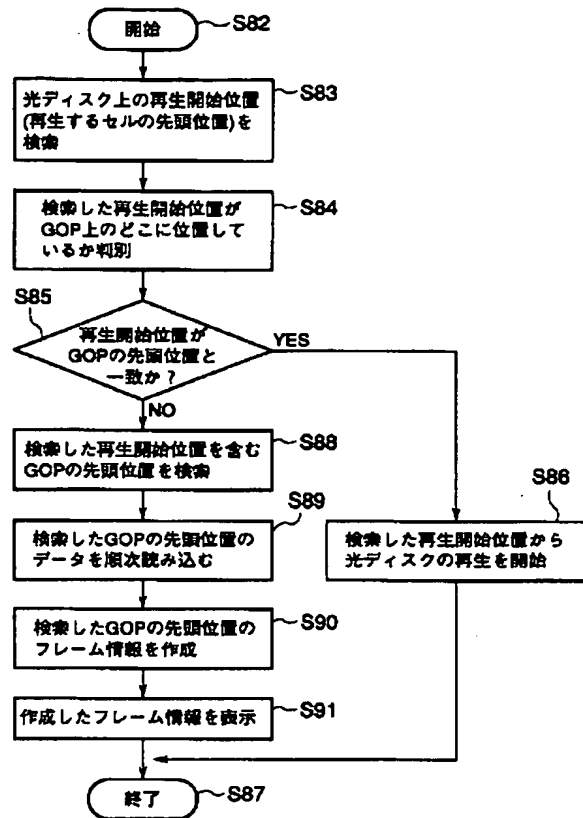 開始
S82
光ディスク上の再生開始位置
(再生するセルの先頭位置)を
検索
S83
検索した再生開始位置が
GOP上のどこに位置して
いるか判別
S84
S85
再生開始位置が
GOPの先頭位置と
一致か？
YES
NO
検索した再生開始位置を含む
GOPの先頭位置を検索
S88
S86
検索した再生開始位置から
光ディスクの再生を開始
S89
検索したGOPの先頭位置の
データを順次読み込む
検索したGOPの先頭位置の
フレーム情報を作成
S90
作成したフレーム情報を表示
S91
終了
S87